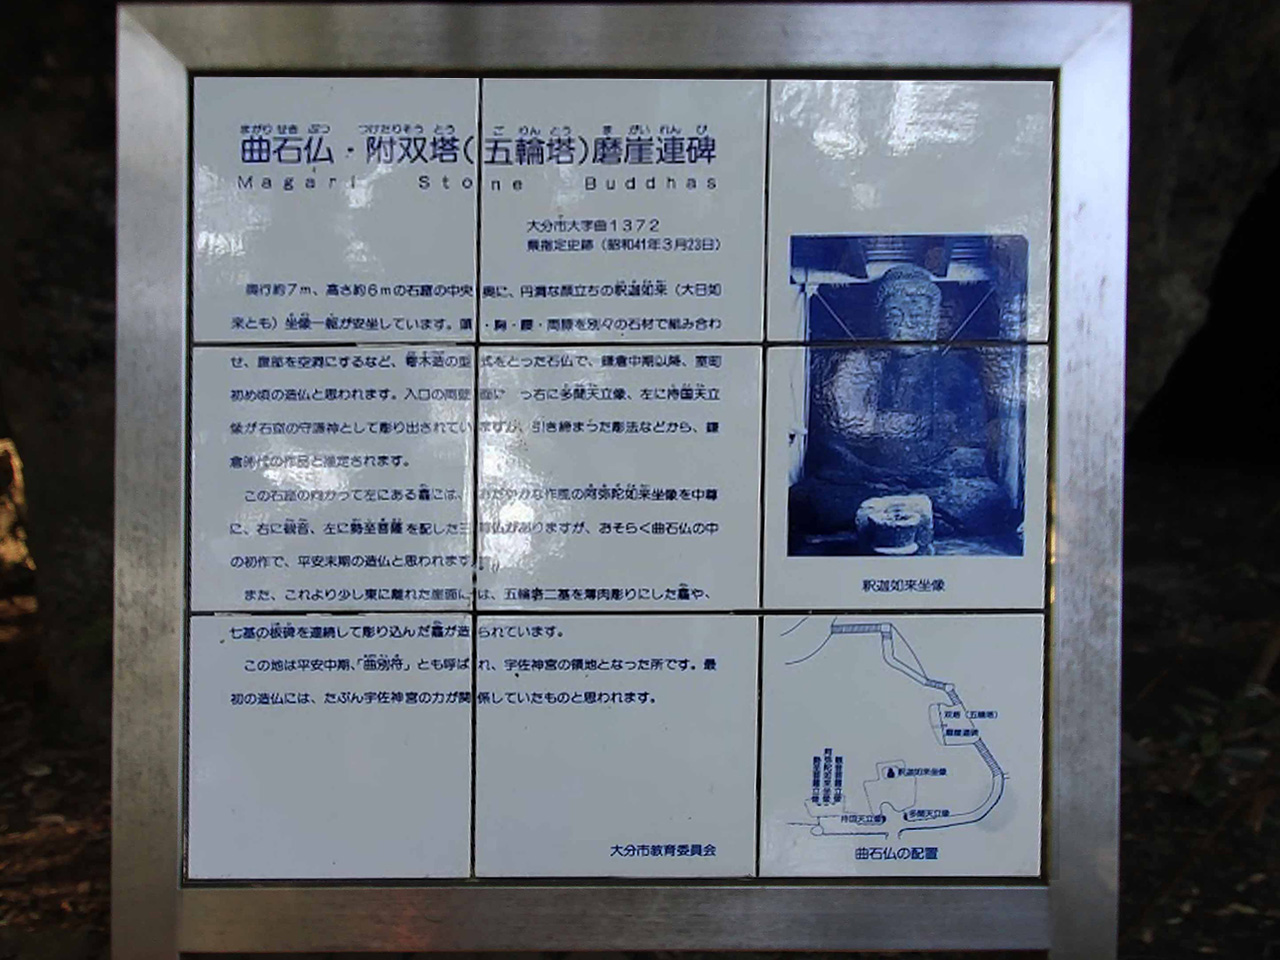 まがり せき ぶつ つけたりそう とう ご りん とう ま がい れん ぴ
曲石仏・附双塔(五輪塔)磨崖連碑
Magari Stone Buddhas
大分市大字曲1372
県指定史跡(昭和41年3月23日)
奥行約7m、高さ約6mの石窟の中央奥に、円満な顔立ちの釈迦如来(大日如
来とも)坐像一軀が安坐しています。頭・胸・腰・両膝を別々の石材で組み合わ
せ、腹部を空洞にするなど、寄木造の型式をとった石仏で、鎌倉中期以降、室町
初め頃の造仏と思われます。入口の両壁面に っ右に多聞天立像、左に持国天立
像が石窟の守護神として彫り出されていますが、引き締まった彫法などから、鎌
倉時代の作品と推定されます。
この石窟の向かって左にある龕には、おだやかな作風の阿弥陀如来坐像を中尊
に、右に観音、左に勢至菩薩を配した三尊仏がありますが、おそらく曲石仏の中
の初作で、平安末期の造仏と思われます。
また、これより少し東に離れた崖面には、五輪塔二基を薄肉彫りにした龕や、
七基の板碑を連続して彫り込んだ龕が造られています。
この地は平安中期、「曲別符」とも呼ばれ、宇佐神宮の領地となった所です。最
初の造仏には、たぶん宇佐神宮の力が関係していたものと思われます。
大分市教育委員会
釈迦如来坐像
双塔(五輪塔)
磨崖連碑
釈迦如来坐像
観音菩薩立像
阿弥陀如来坐像
勢至菩薩立像
持国天立像
多聞天立像
曲石仏の配置